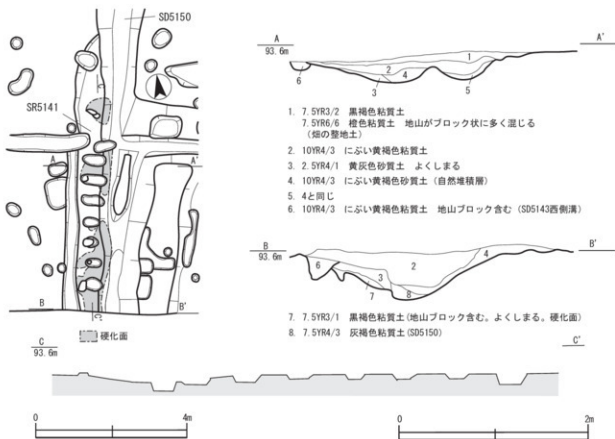 SD5150
SR5141
A
A'
B
B'
C
硬化面
A
93.6m
A'
1
2
3
4
5
6
1. 7.5YR3/2 黒褐色粘質土
7.5YR6/6 橙色粘質土 地山がブロック状に多く混じる
(畑の整地土)
2. 10YR4/3 にぶい黄褐色粘質土
3. 2.5YR4/1 黄灰色砂質土 よくしまる
4. 10YR4/3 にぶい黄褐色砂質土(自然堆積層)
5. 4と同じ
6. 10YR4/3 にぶい黄褐色粘質土 地山ブロック含む(SD5143西側溝)
B
93.6m
B'
6
2
4
3
7
8
7. 7.5YR3/1 黒褐色粘質土(地山ブロック含む。よくしまる。硬化面)
8. 7.5YR4/3 灰褐色粘質土(SD5150)
C
93.6m
C'
0
4m
0
2m